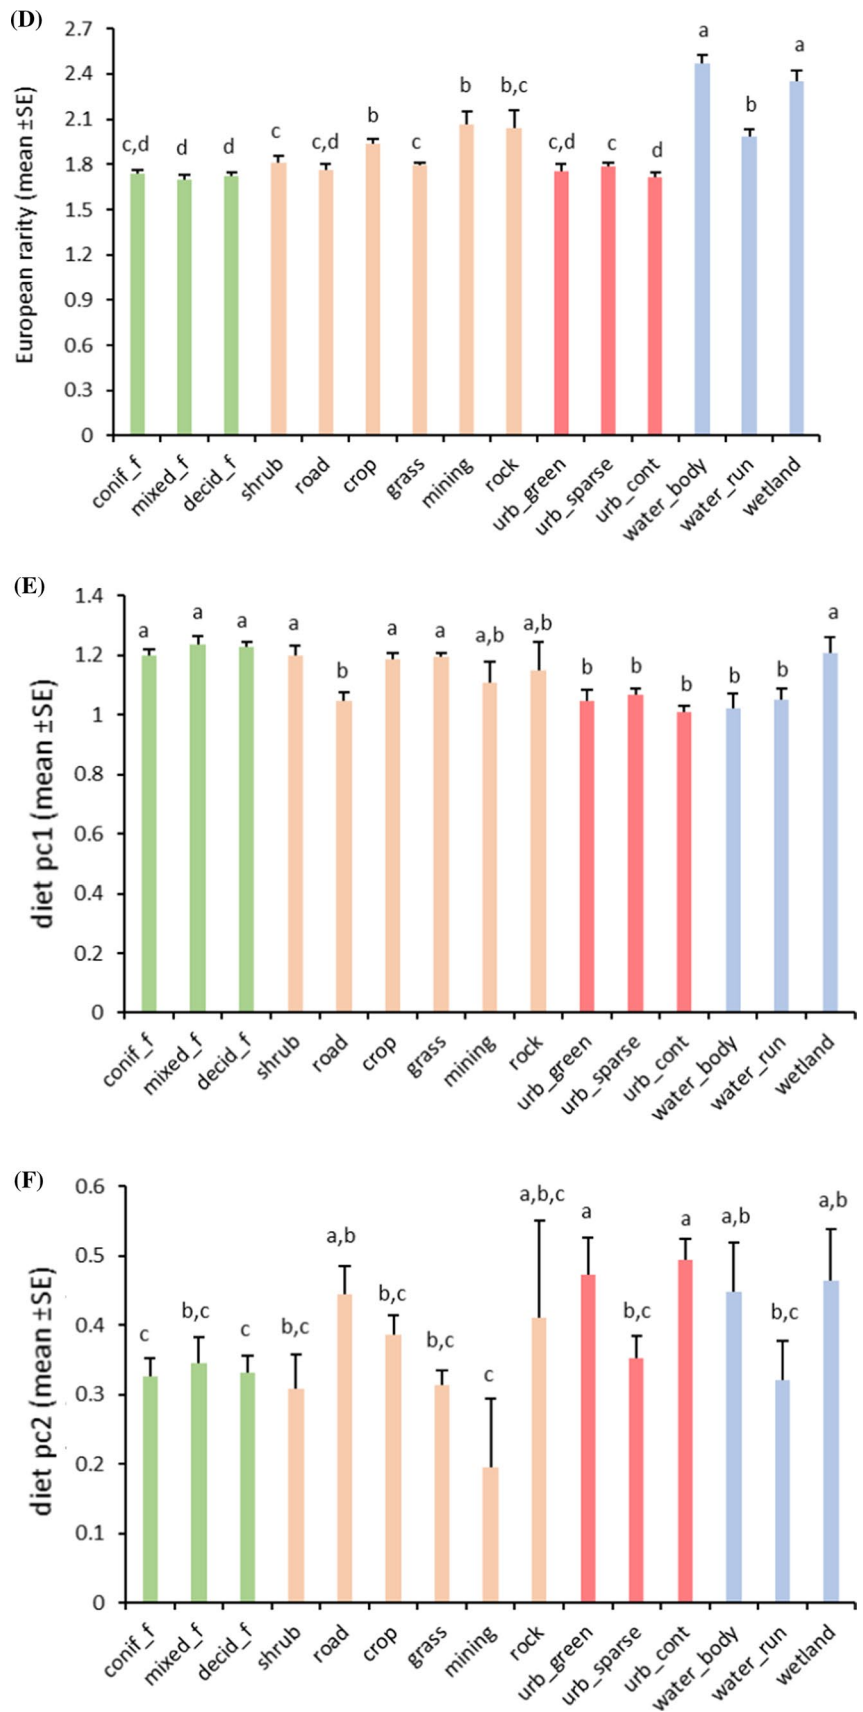 (D)
European rarity (mean ±SE)
2.7
2.4
2.1
1.8
1.5
1.2
0.9
0.6
0.3
0
c,d
d
d
c
c,d
b
c
b
b,c
c,d
c
d
a
b
a
conif_f
mixed_f
decid_f
shrub
road
crop
grass
mining
rock
urb_green
urb_sparse
urb_cont
water_body
water_run
wetland
(E)
diet pc1 (mean ±SE)
1.4
1.2
1
0.8
0.6
0.4
0.2
0
a
a
a
a
b
a
a
a,b
a,b
b
b
b
b
b
a
conif_f
mixed_f
decid_f
shrub
road
crop
grass
mining
rock
urb_green
urb_sparse
urb_cont
water_body
water_run
wetland
(F)
diet pc2 (mean ±SE)
0.6
0.5
0.4
0.3
0.2
0.1
0
c
b,c
c
b,c
a,b
b,c
b,c
c
a,b,c
a
b,c
a
a,b
b,c
a,b
conif_f
mixed_f
decid_f
shrub
road
crop
grass
mining
rock
urb_green
urb_sparse
urb_cont
water_body
water_run
wetland